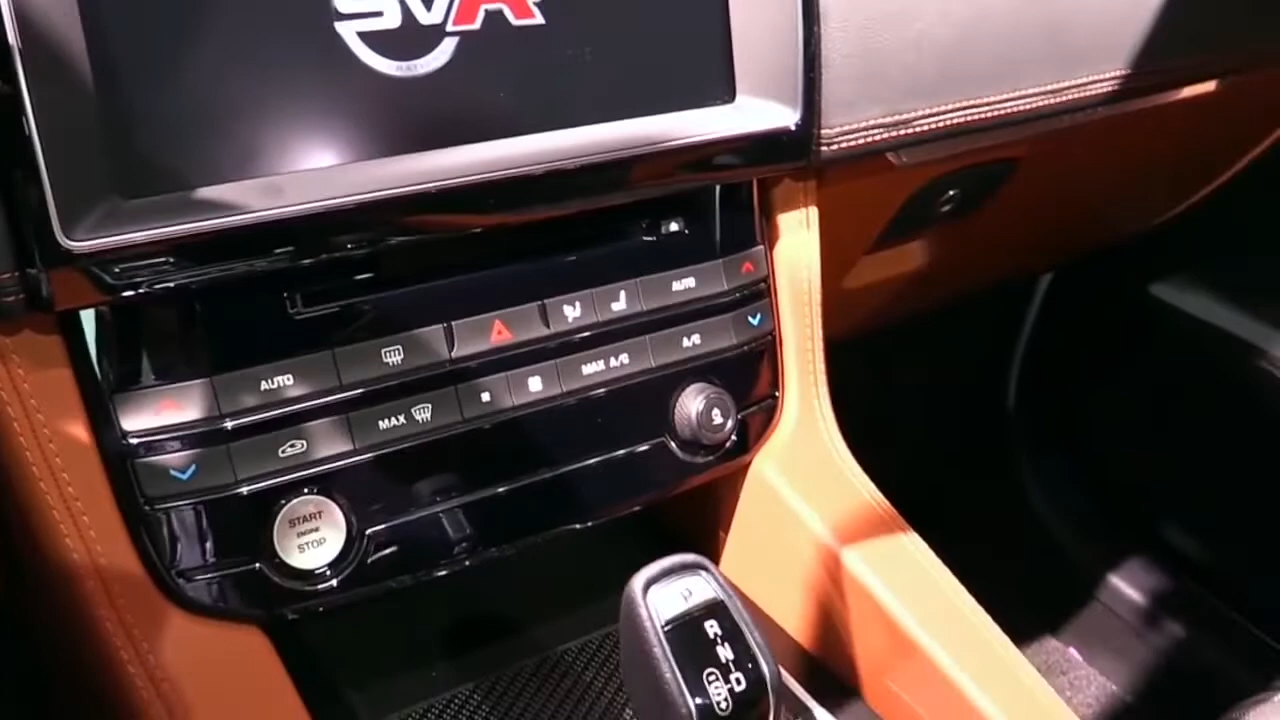 SVR
AUTO
AUTO
MAX
MAX A/C
A/C
START
ENGINE
STOP
P
R
N
D
S